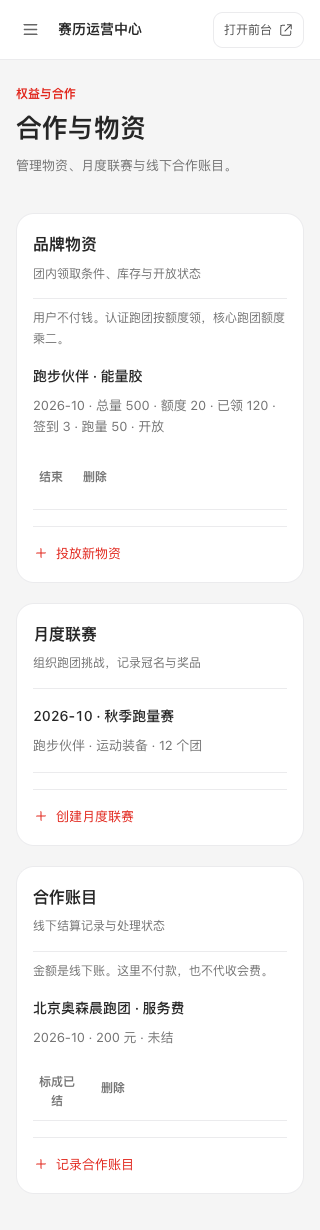 赛历运营中心
打开前台
权益与合作
合作与物资
管理物资、月度联赛与线下合作账目。
品牌物资
团内领取条件、库存与开放状态
用户不付钱。认证跑团按额度领，核心跑团额度
乘二。
跑步伙伴 · 能量胶
2026-10 · 总量 500 · 额度 20 · 已领 120 ·
签到 3 · 跑量 50 · 开放
结束 删除
投放新物资
月度联赛
组织跑团挑战，记录冠名与奖品
2026-10 · 秋季跑量赛
跑步伙伴 · 运动装备 · 12 个团
创建月度联赛
合作账目
线下结算记录与处理状态
金额是线下账。这里不付款，也不代收会费。
北京奥森晨跑团 · 服务费
2026-10 · 200 元 · 未结
标成已
结
删除
记录合作账目